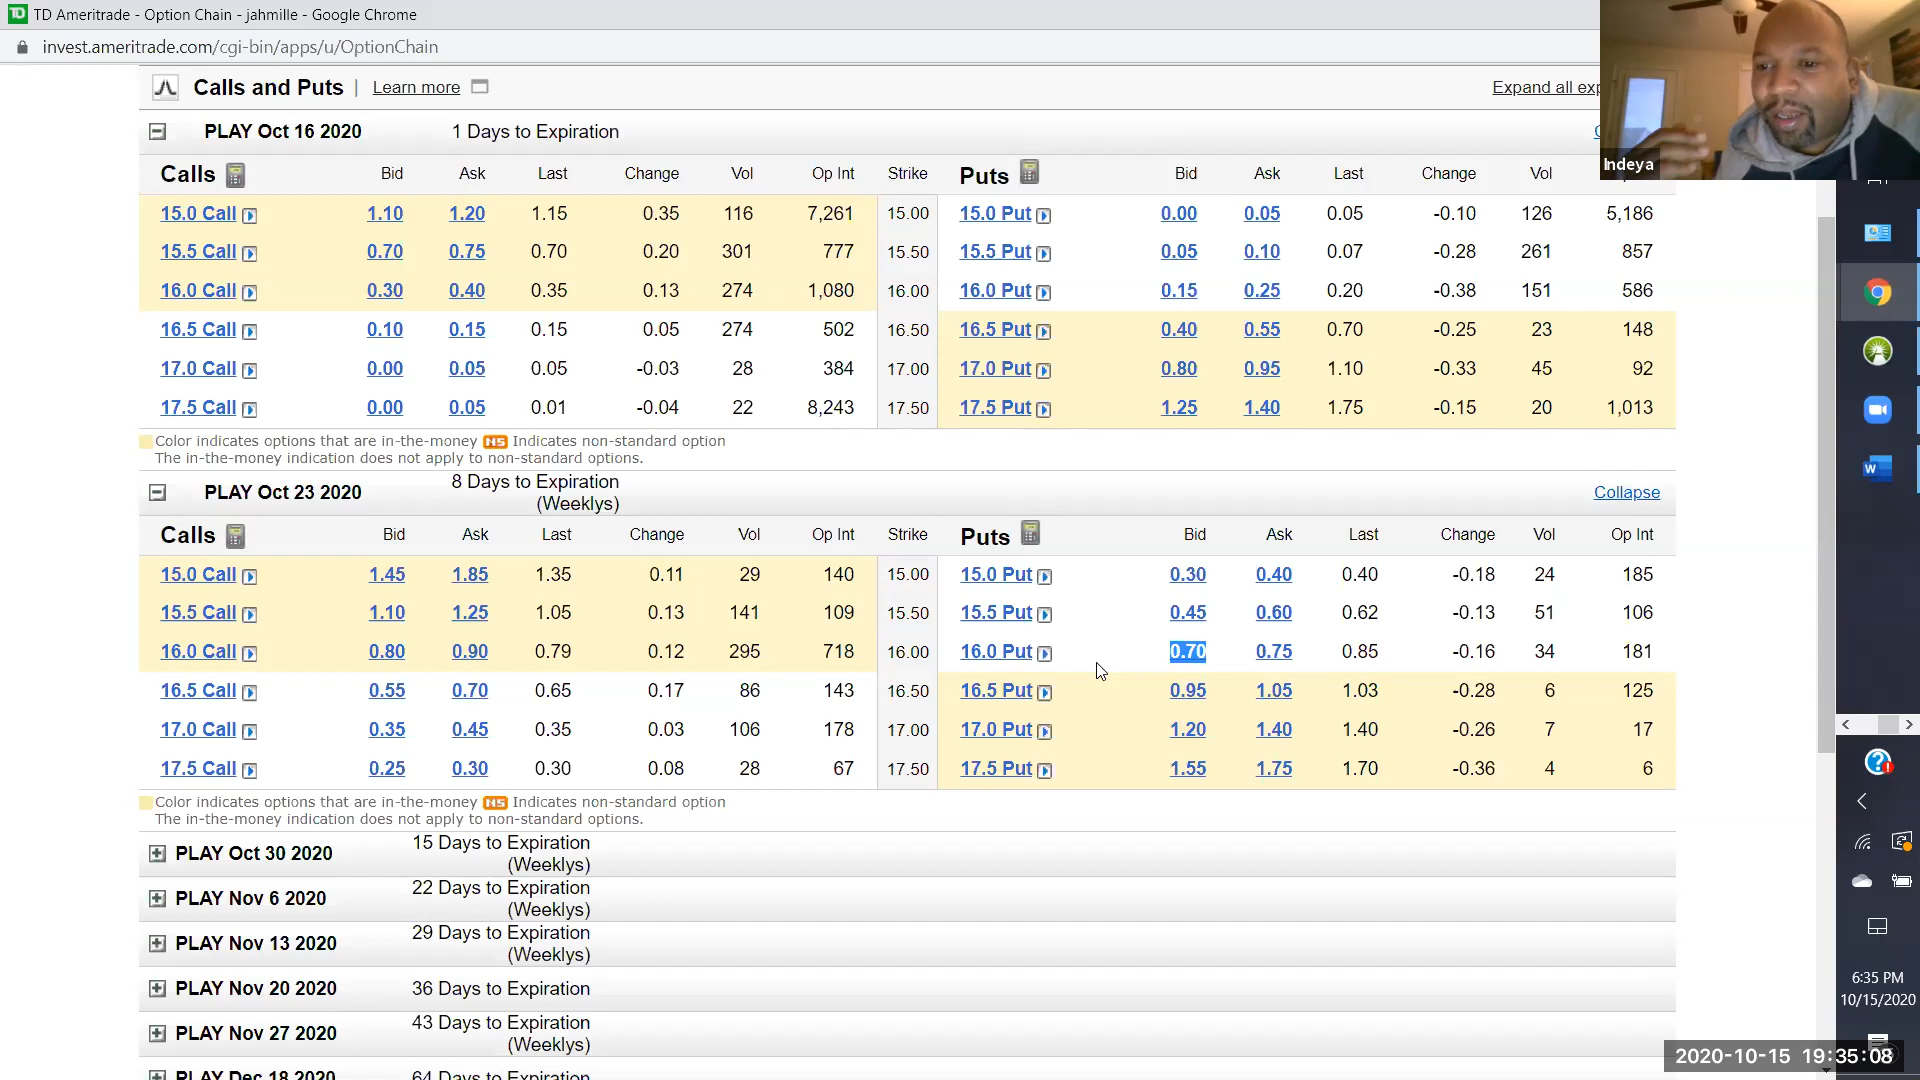 TD Ameritrade - Option Chain - jahmille - Google Chrome
invest.ameritrade.com/cgi-bin/apps/u/OptionChain
Calls and Puts | Learn more Expand all exp
Indeya
PLAY Oct 16 2020 1 Days to Expiration
Calls Bid Ask Last Change Vol Op Int Strike Puts Bid Ask Last Change Vol
15.0 Call 1.10 1.20 1.15 0.35 116 7,261 15.00 15.0 Put 0.00 0.05 0.05 -0.10 126 5,186
15.5 Call 0.70 0.75 0.70 0.20 301 777 15.50 15.5 Put 0.05 0.10 0.07 -0.28 261 857
16.0 Call 0.30 0.40 0.35 0.13 274 1,080 16.00 16.0 Put 0.15 0.25 0.20 -0.38 151 586
16.5 Call 0.10 0.15 0.15 0.05 274 502 16.50 16.5 Put 0.40 0.55 0.70 -0.25 23 148
17.0 Call 0.00 0.05 0.05 -0.03 28 384 17.00 17.0 Put 0.80 0.95 1.10 -0.33 45 92
17.5 Call 0.00 0.05 0.01 -0.04 22 8,243 17.50 17.5 Put 1.25 1.40 1.75 -0.15 20 1,013
Color indicates options that are in-the-money NS Indicates non-standard option
The in-the-money indication does not apply to non-standard options.
PLAY Oct 23 2020 8 Days to Expiration (Weeklys) Collapse
Calls Bid Ask Last Change Vol Op Int Strike Puts Bid Ask Last Change Vol Op Int
15.0 Call 1.45 1.85 1.35 0.11 29 140 15.00 15.0 Put 0.30 0.40 0.40 -0.18 24 185
15.5 Call 1.10 1.25 1.05 0.13 141 109 15.50 15.5 Put 0.45 0.60 0.62 -0.13 51 106
16.0 Call 0.80 0.90 0.79 0.12 295 718 16.00 16.0 Put 0.70 0.75 0.85 -0.16 34 181
16.5 Call 0.55 0.70 0.65 0.17 86 143 16.50 16.5 Put 0.95 1.05 1.03 -0.28 6 125
17.0 Call 0.35 0.45 0.35 0.03 106 178 17.00 17.0 Put 1.20 1.40 1.40 -0.26 7 17
17.5 Call 0.25 0.30 0.30 0.08 28 67 17.50 17.5 Put 1.55 1.75 1.70 -0.36 4 6
Color indicates options that are in-the-money NS Indicates non-standard option
The in-the-money indication does not apply to non-standard options.
PLAY Oct 30 2020 15 Days to Expiration (Weeklys)
PLAY Nov 6 2020 22 Days to Expiration (Weeklys)
PLAY Nov 13 2020 29 Days to Expiration (Weeklys)
PLAY Nov 20 2020 36 Days to Expiration
PLAY Nov 27 2020 43 Days to Expiration (Weeklys)
PLAY Dec 18 2020 64 Days to Expiration
6:35 PM
10/15/2020
2020-10-15 19:35:08